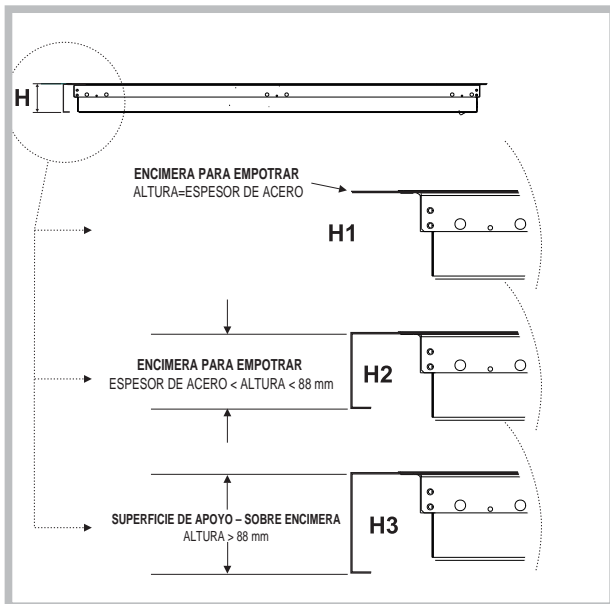 H
ENCIMERA PARA EMPOTRAR
ALTURA=ESPESOR DE ACERO
H1
ENCIMERA PARA EMPOTRAR
ESPESOR DE ACERO < ALTURA < 88 mm
H2
SUPERFICIE DE APOYO – SOBRE ENCIMERA
ALTURA > 88 mm
H3